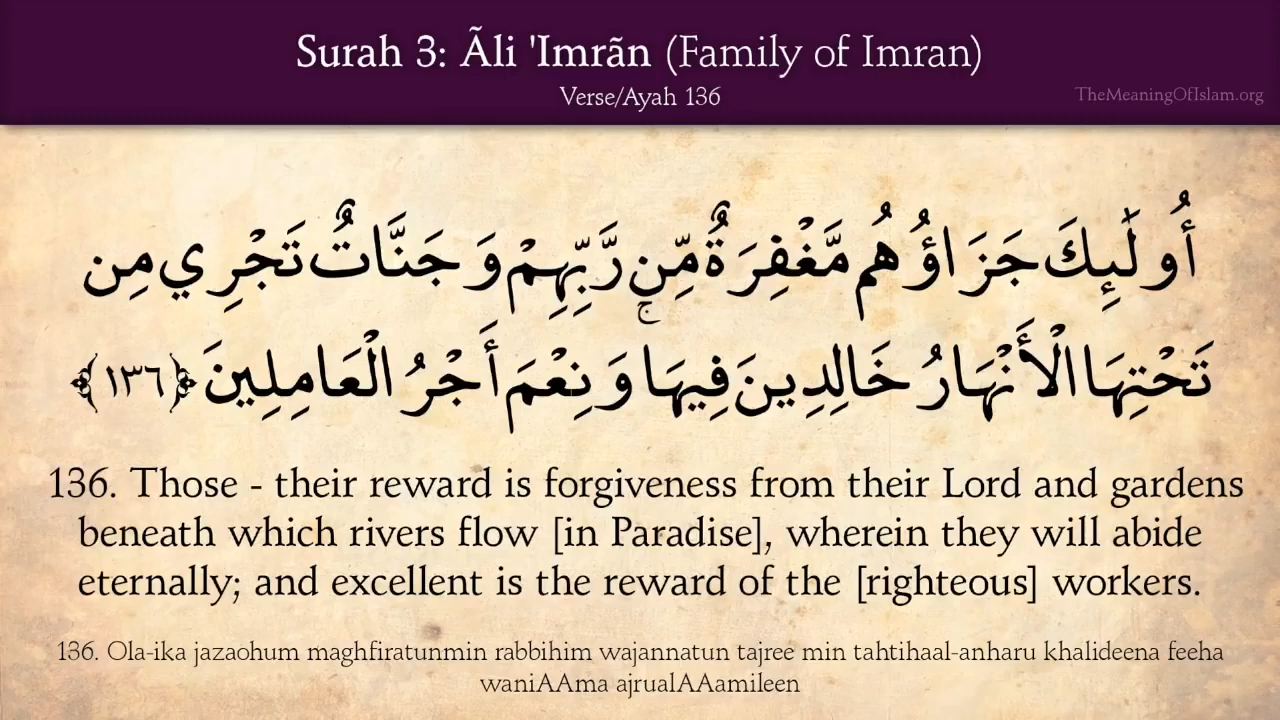 Surah 3: Ãli 'Imrãn (Family of Imran)
Verse/Ayah 136
TheMeaningOfIslam.org
أُولَٰئِكَ جَزَاؤُهُم مَّغْفِرَةٌ مِّن رَّبِّهِمْ وَجَنَّاتٌ تَجْرِي مِن
تَحْتِهَا الْأَنْهَارُ خَالِدِينَ فِيهَا ۚ وَنِعْمَ أَجْرُ الْعَامِلِينَ ﴿١٣٦﴾
136. Those - their reward is forgiveness from their Lord and gardens
beneath which rivers flow [in Paradise], wherein they will abide
eternally; and excellent is the reward of the [righteous] workers.
136. Ola-ika jazaohum maghfiratunmin rabbihim wajannatun tajree min tahtihaal-anharu khalideena feeha
waniAAma ajrualAAamileen